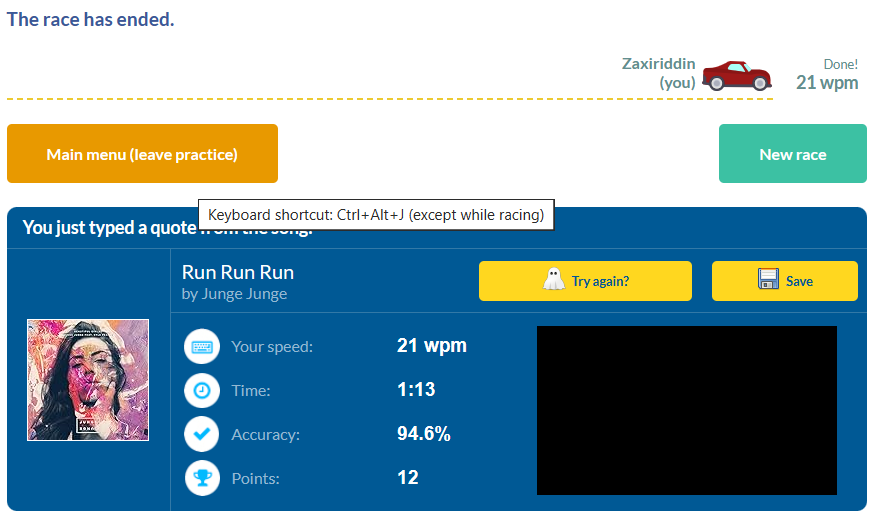 The race has ended.
Zaxiriddin
(you)
Done!
21 wpm
Main menu (leave practice)
New race
Keyboard shortcut: Ctrl+Alt+J (except while racing)
You just typed a quote from the song:
Run Run Run
by Junge Junge
Try again?
Save
Your speed: 21 wpm
Time: 1:13
Accuracy: 94.6%
Points: 12